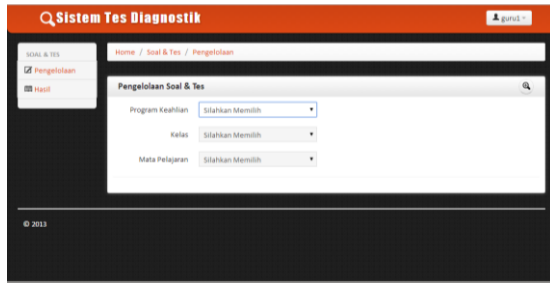 Sistem Tes Diagnostik
guru1
SOAL & TES
Pengelolaan
Hasil
Home / Soal & Tes / Pengelolaan
Pengelolaan Soal & Tes
Program Keahlian Silahkan Memilih
Kelas Silahkan Memilih
Mata Pelajaran Silahkan Memilih
© 2013